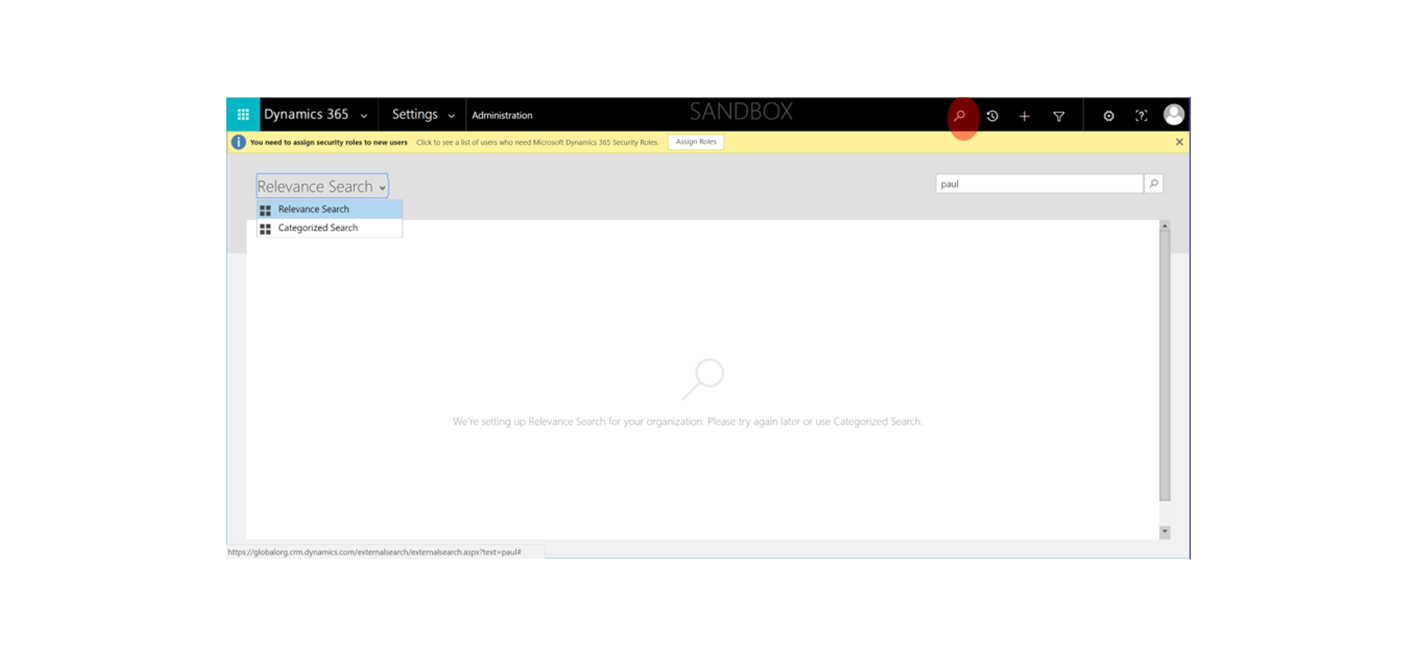 Dynamics 365 Settings Administration SANDBOX
You need to assign security roles to new users Click to see a list of users who need Microsoft Dynamics 365 Security Roles. Assign Roles
Relevance Search
paul
Relevance Search
Categorized Search
We're setting up Relevance Search for your organization. Please try again later or use Categorized Search.
https://globalorg.crm.dynamics.com/externalsearch/externalsearch.aspx?text=paul#